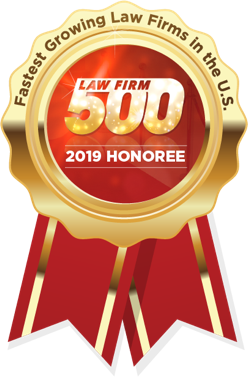 Fastest Growing Law Firms in the U.S.
LAW FIRM
500
2019 HONOREE